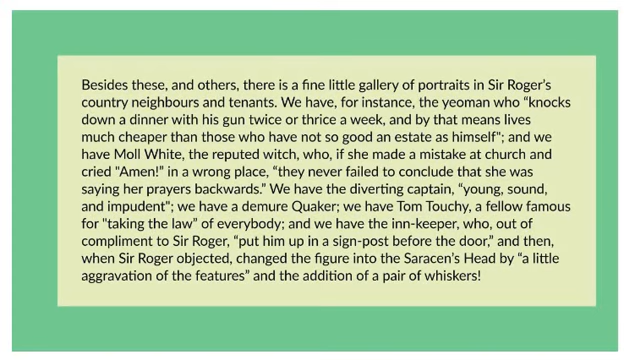 Besides these, and others, there is a fine little gallery of portraits in Sir Roger's
country neighbours and tenants. We have, for instance, the yeoman who "knocks
down a dinner with his gun twice or thrice a week, and by that means lives
much cheaper than those who have not so good an estate as himself"; and we
have Moll White, the reputed witch, who, if she made a mistake at church and
cried "Amen!" in a wrong place, "they never failed to conclude that she was
saying her prayers backwards." We have the diverting captain, "young, sound,
and impudent"; we have a demure Quaker; we have Tom Touchy, a fellow famous
for "taking the law" of everybody; and we have the inn-keeper, who, out of
compliment to Sir Roger, "put him up in a sign-post before the door," and then,
when Sir Roger objected, changed the figure into the Saracen's Head by "a little
aggravation of the features" and the addition of a pair of whiskers!